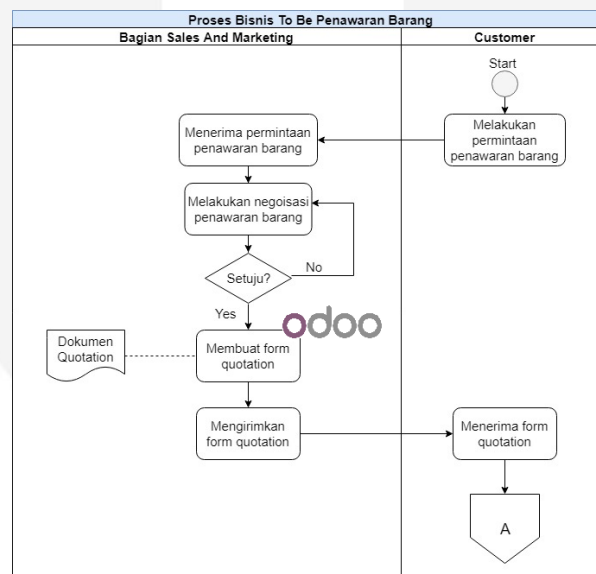 Proses Bisnis To Be Penawaran Barang
Bagian Sales And Marketing
Customer
Start
Melakukan
permintaan
penawaran barang
Menerima permintaan
penawaran barang
Melakukan negoisasi
penawaran barang
Setuju?
No
Yes
odoo
Dokumen
Quotation
Membuat form
quotation
Mengirimkan
form quotation
Menerima form
quotation
A